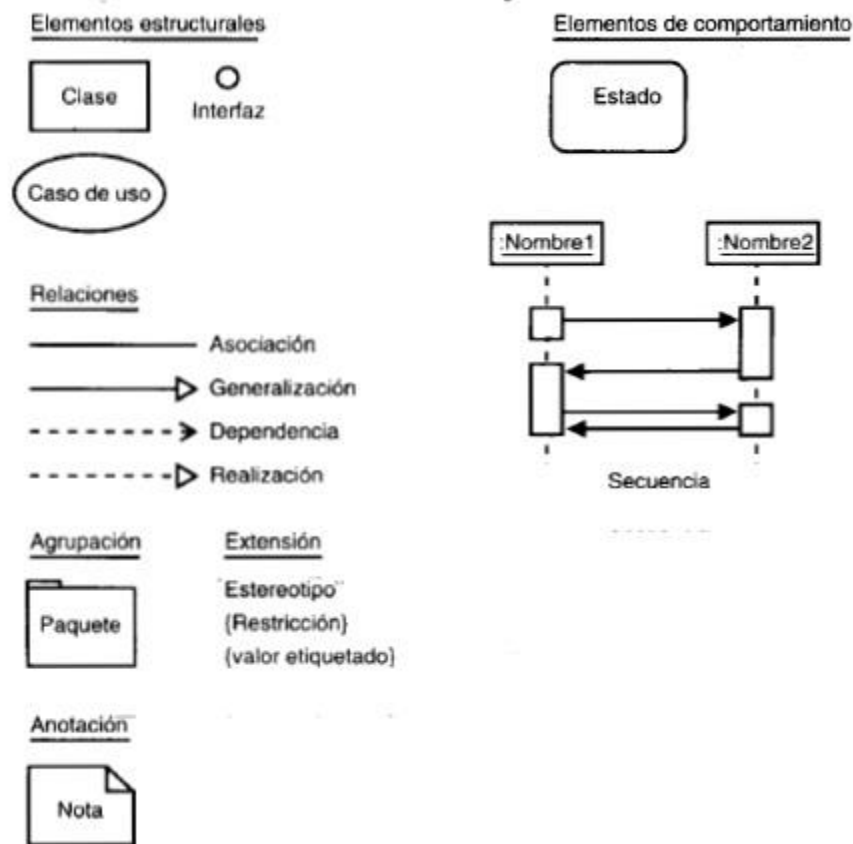 Elementos estructurales
Clase
Interfaz
Caso de uso
Relaciones
Asociación
Generalización
Dependencia
Realización
Agrupación
Paquete
Extensión
Estereotipo
{Restricción}
{valor etiquetado}
Anotación
Nota
Elementos de comportamiento
Estado
:Nombre1
:Nombre2
Secuencia